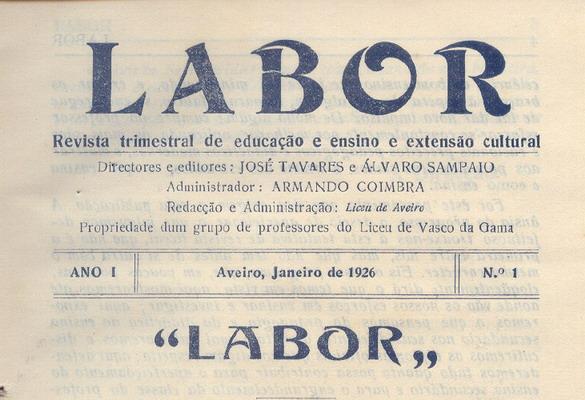 LABOR
Revista trimestral de educação e ensino e extensão cultural
Directores e editores: JOSÉ TAVARES e ÁLVARO SAMPAIO
Administrador: ARMANDO COIMBRA
Redacção e Administração: Liceu de Aveiro
Propriedade dum grupo de professores do Liceu de Vasco da Gama
ANO I Aveiro, Janeiro de 1926 N.º 1
“LABOR„